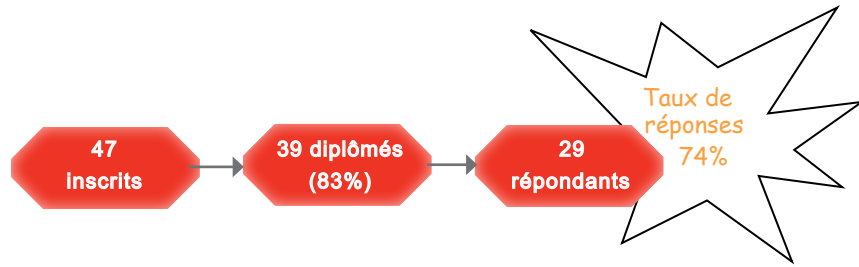 47
inscrits
39 diplômés
(83%)
29
répondants
Taux de
réponses
74%